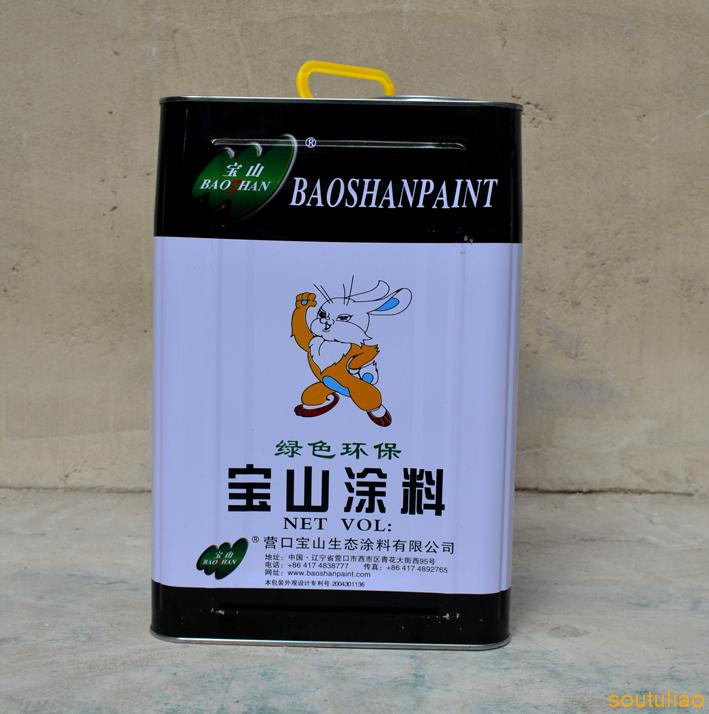 宝山
BAOSHAN
®
BAOSHANPAINT
绿色环保
宝山涂料
NET VOL:
宝山
BAOSHAN
® 营口宝山生态涂料有限公司
地址：中国·辽宁省营口市西市区青花大街西95号
电话：+86 417 4838777 传真：+86 417 4892765
网址：www.baoshanpaint.com
本包装外观设计专利号 2004301136
soutuliao